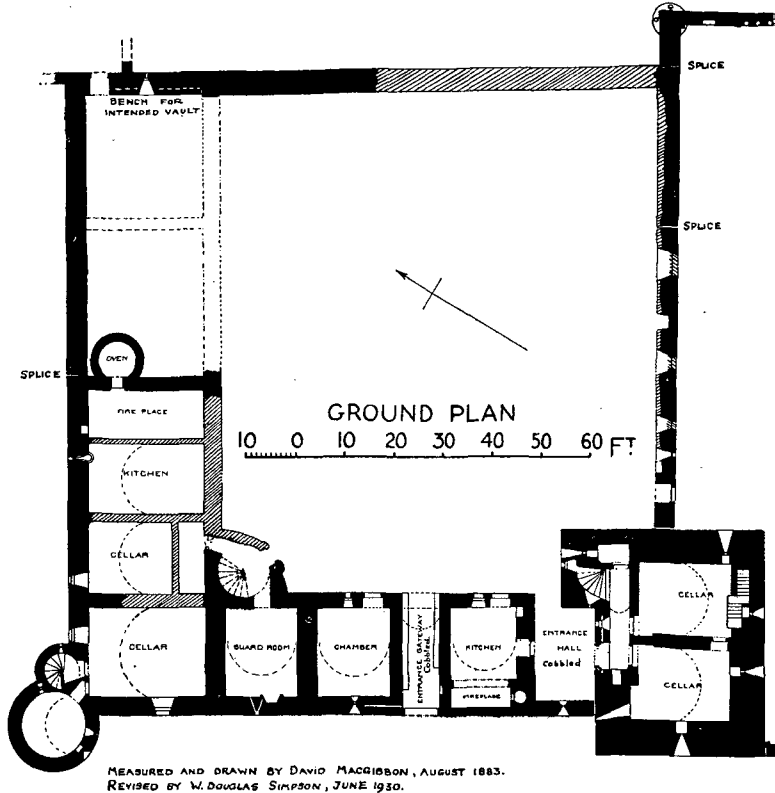 SPLICE
BENCH FOR
INTENDED VAULT
SPLICE
OVEN
SPLICE
FIRE PLACE
GROUND PLAN
10 0 10 20 30 40 50 60 FT.
KITCHEN
CELLAR
CELLAR
GUARD ROOM
CHAMBER
ENTRANCE GATEWAY
Cobbled.
KITCHEN
FIREPLACE
ENTRANCE
HALL
Cobbled
CELLAR
CELLAR
MEASURED AND DRAWN BY DAVID MACGIBBON, AUGUST 1883.
REVISED BY W. DOUGLAS SIMPSON, JUNE 1930.